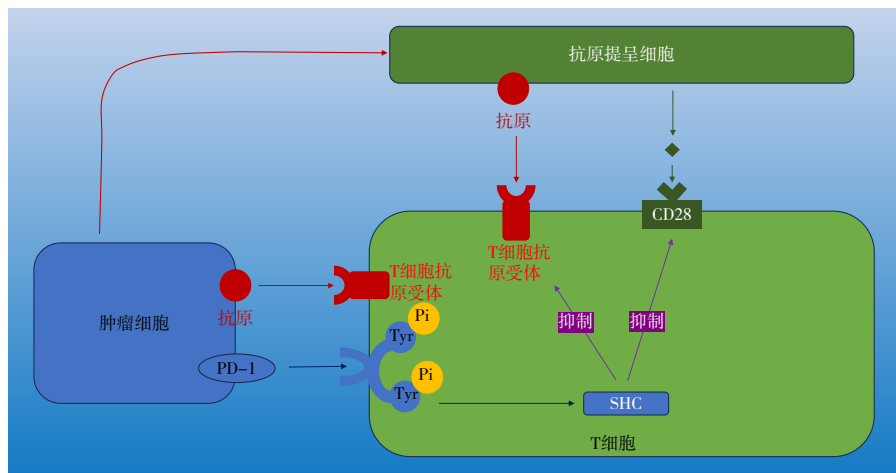 抗原提呈细胞
抗原
CD28
T细胞抗
原受体
T细胞抗
原受体
抗原
肿瘤细胞
Pi
Tyr
抑制
抑制
PD-1
Pi
Tyr
SHC
T细胞